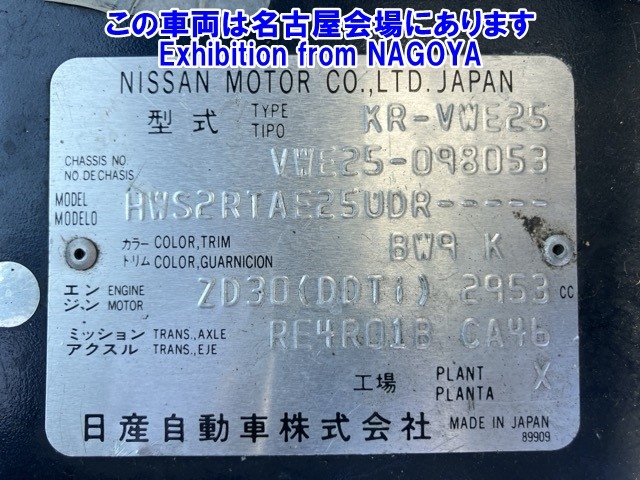 この車両は名古屋会場にあります
Exhibition from NAGOYA
NISSAN MOTOR CO.,LTD. JAPAN
型式 TYPE TIPO KR-VWE25
CHASSIS NO. NO. DE CHASIS VWE25-098053
MODEL MODELO HWS2RTAE25UDR-----
カラー COLOR,TRIM BW9 K
トリム COLOR,GUARNICION
エンジン ENGINE MOTOR ZD30(DDTi) 2953 cc
ミッション TRANS.,AXLE RE4R01B CA46
アクスル TRANS.,EJE
工場 PLANT PLANTA X
日産自動車株式会社 MADE IN JAPAN
89909